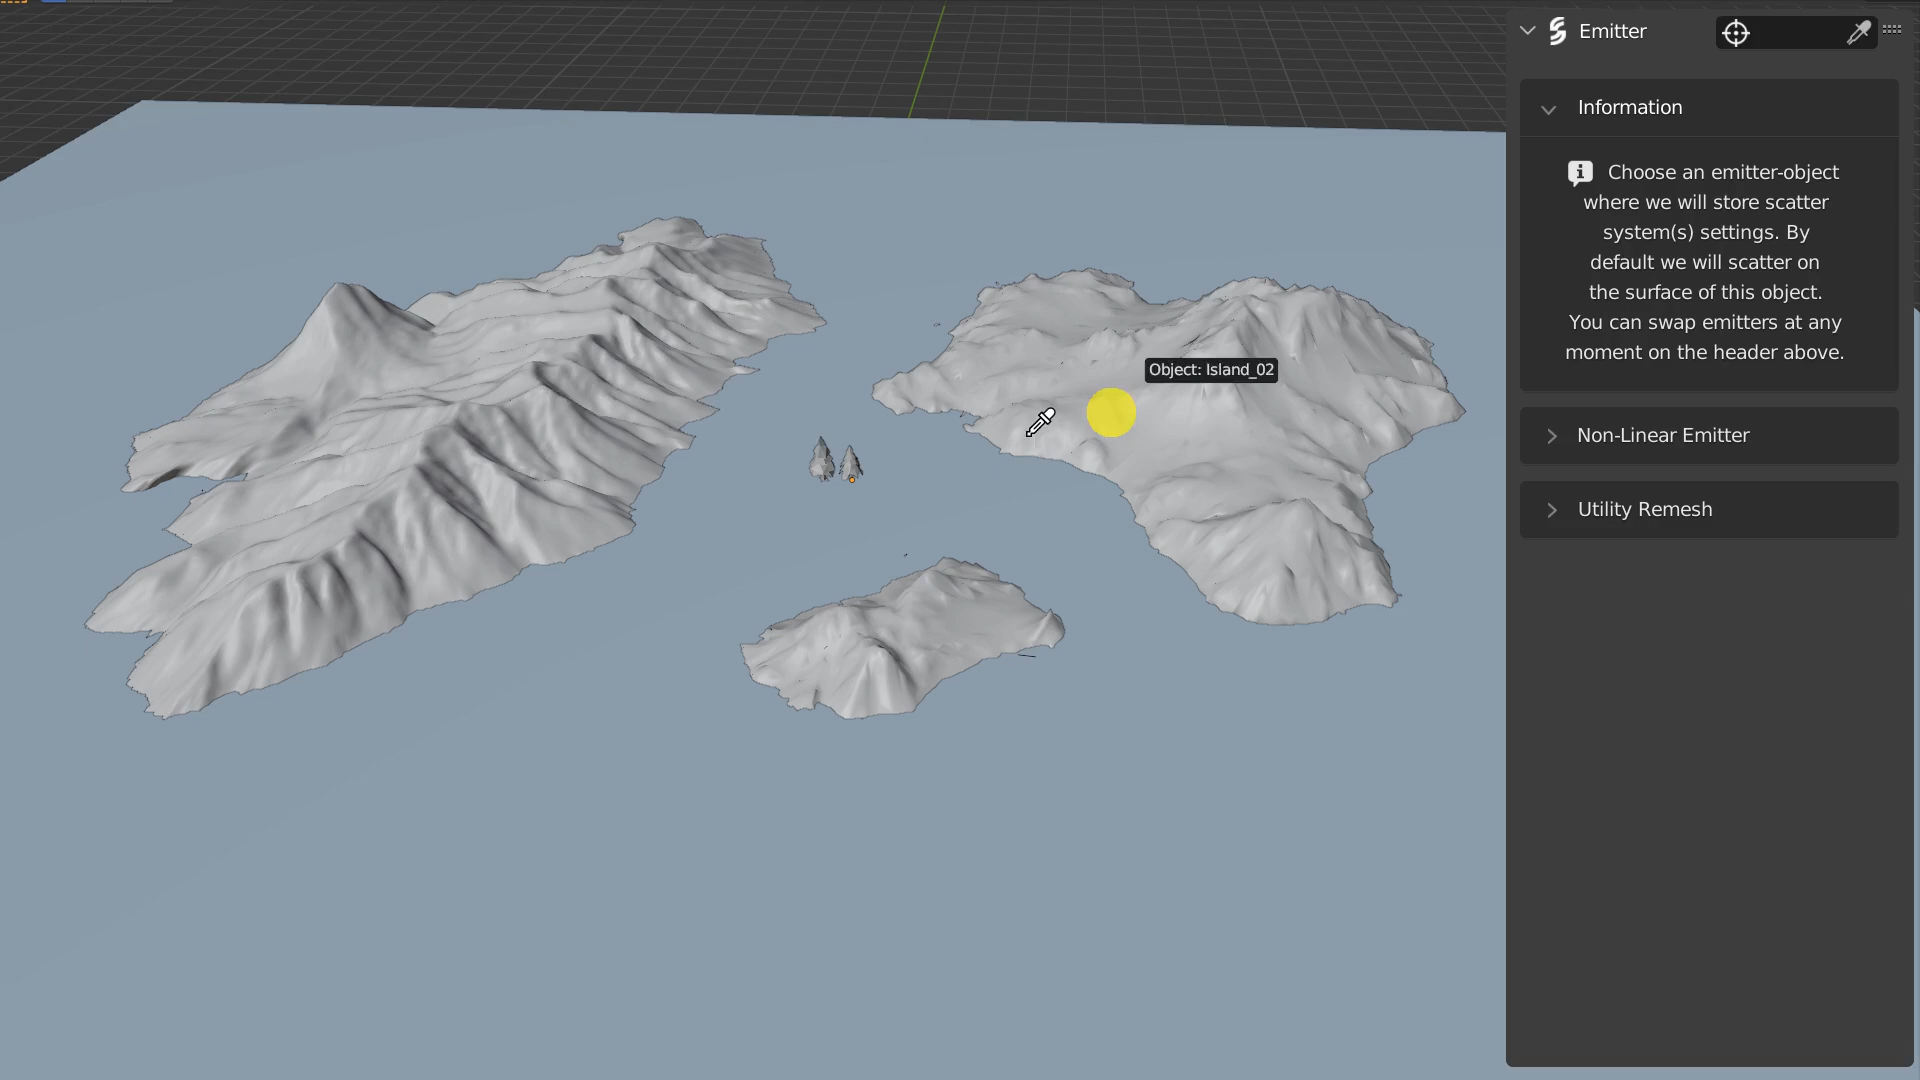 Emitter
Information
Choose an emitter-object
where we will store scatter
system(s) settings. By
default we will scatter on
the surface of this object.
You can swap emitters at any
moment on the header above.
Object: Island_02
Non-Linear Emitter
Utility Remesh